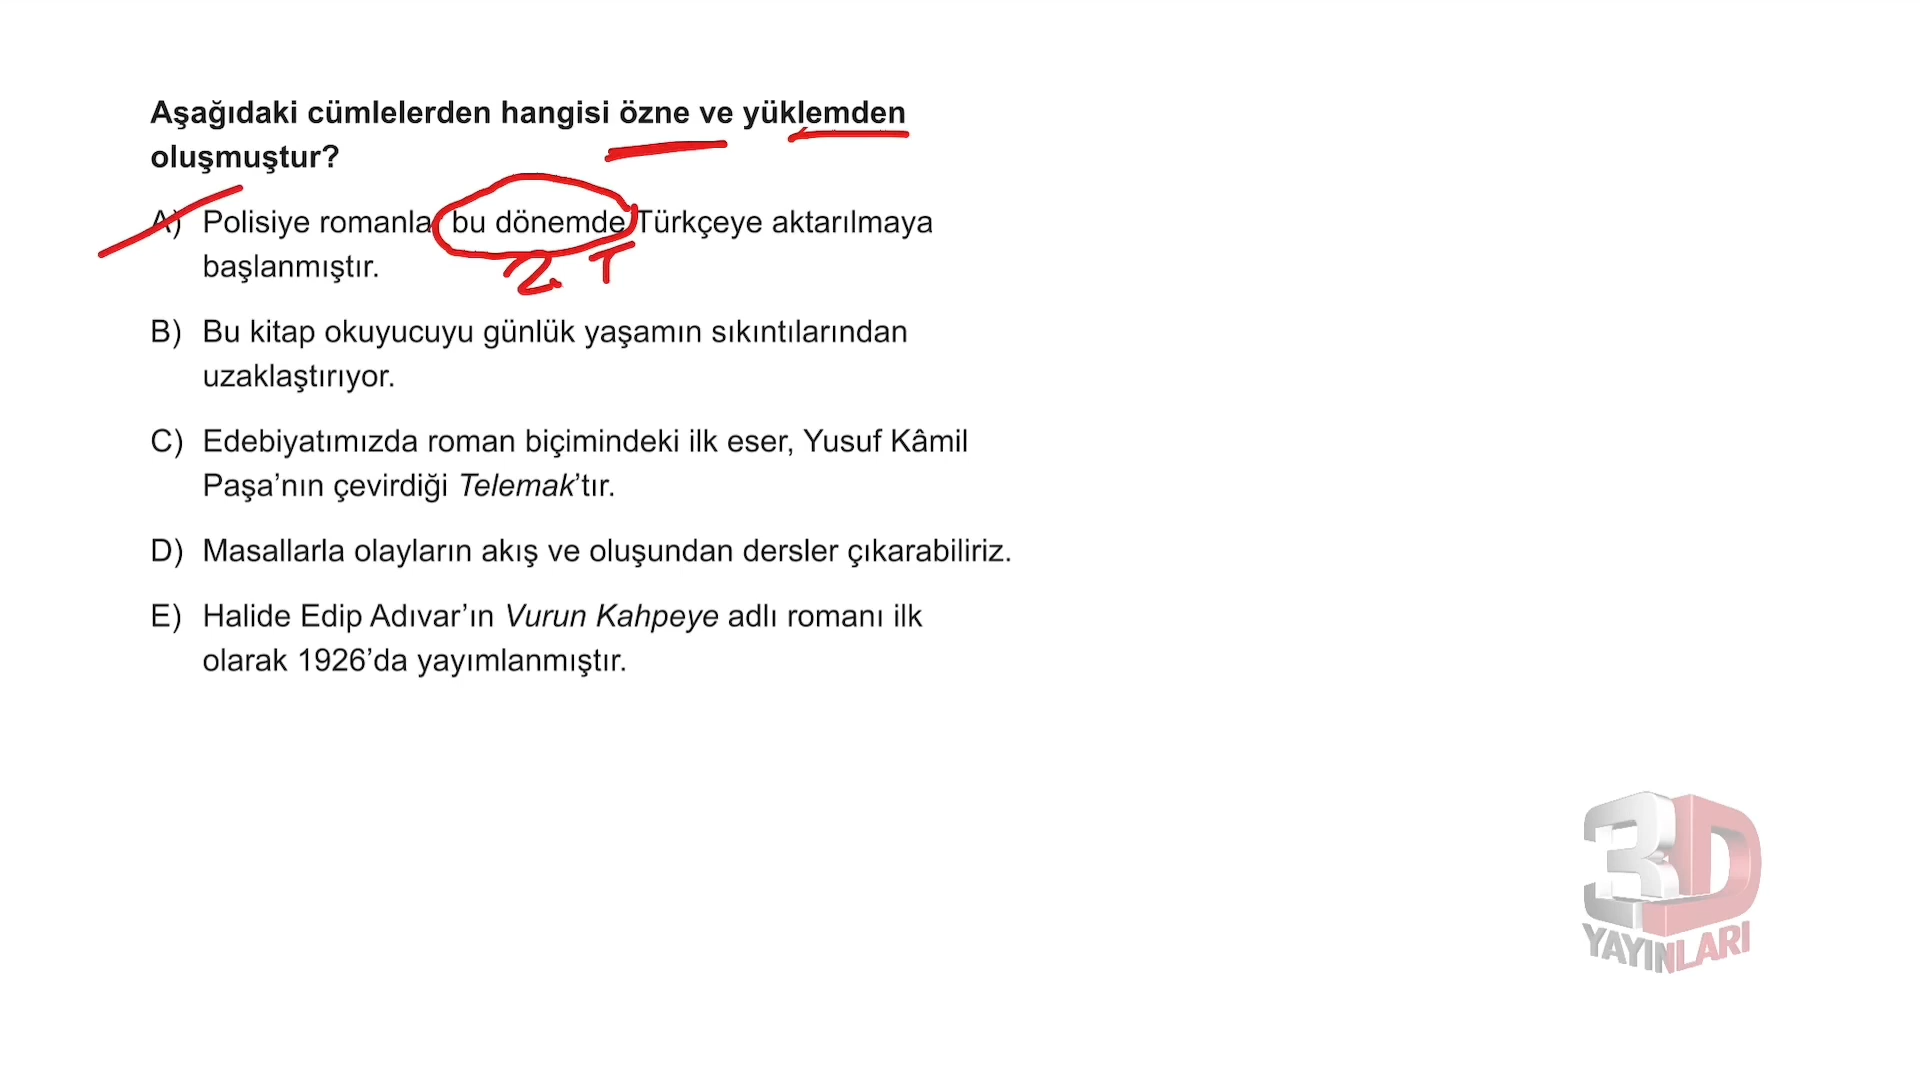 Aşağıdaki cümlelerden hangisi özne ve yüklemden
oluşmuştur?
A) Polisiye romanla bu dönemde Türkçeye aktarılmaya
2. T
başlanmıştır.
B) Bu kitap okuyucuyu günlük yaşamın sıkıntılarından
uzaklaştırıyor.
C) Edebiyatımızda roman biçimindeki ilk eser, Yusuf Kâmil
Paşa’nın çevirdiği Telemak’tır.
D) Masallarla olayların akış ve oluşundan dersler çıkarabiliriz.
E) Halide Edip Adıvar’ın Vurun Kahpeye adlı romanı ilk
olarak 1926’da yayımlanmıştır.
3D
YAYINLARI